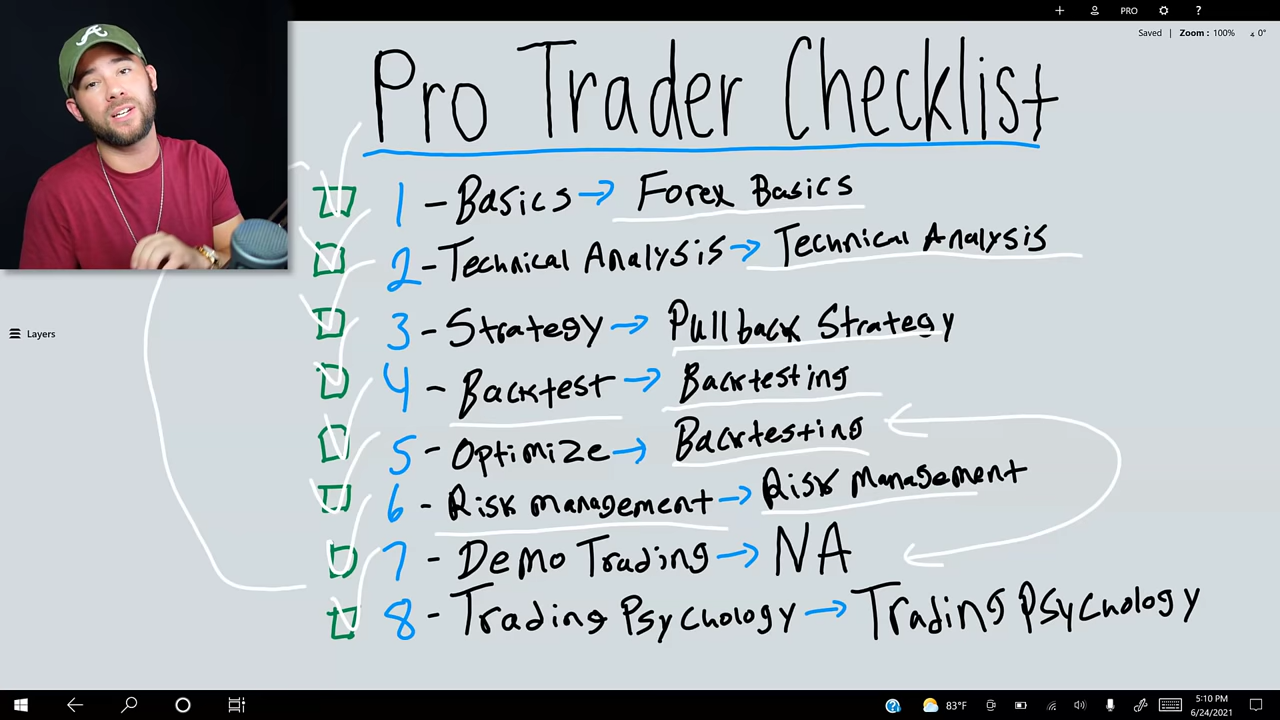 PRO
?
Saved | Zoom : 100% ∡ 0°
A
Pro Trader Checklist
1 - Basics → Forex Basics
2 - Technical Analysis → Technical Analysis
Layers
3 - Strategy → Pullback Strategy
4 - Backtest → Backtesting
5 - Optimize → Backtesting
6 - Risk Management → Risk Management
7 - Demo Trading → NA
8 - Trading Psychology → Trading Psychology
83°F
5:10 PM
6/24/2021